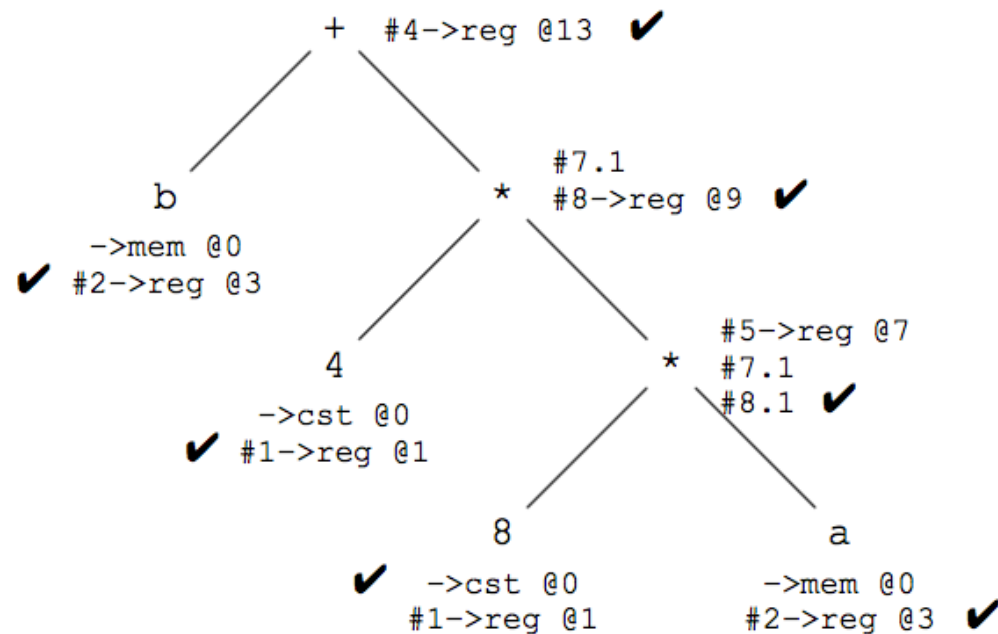 + #4->reg @13 ✔
#7.1
b * #8->reg @9 ✔
->mem @0
✔ #2->reg @3
#5->reg @7
4 * #7.1
#8.1 ✔
->cst @0
✔ #1->reg @1
8 a
✔ ->cst @0 ->mem @0
#1->reg @1 #2->reg @3 ✔